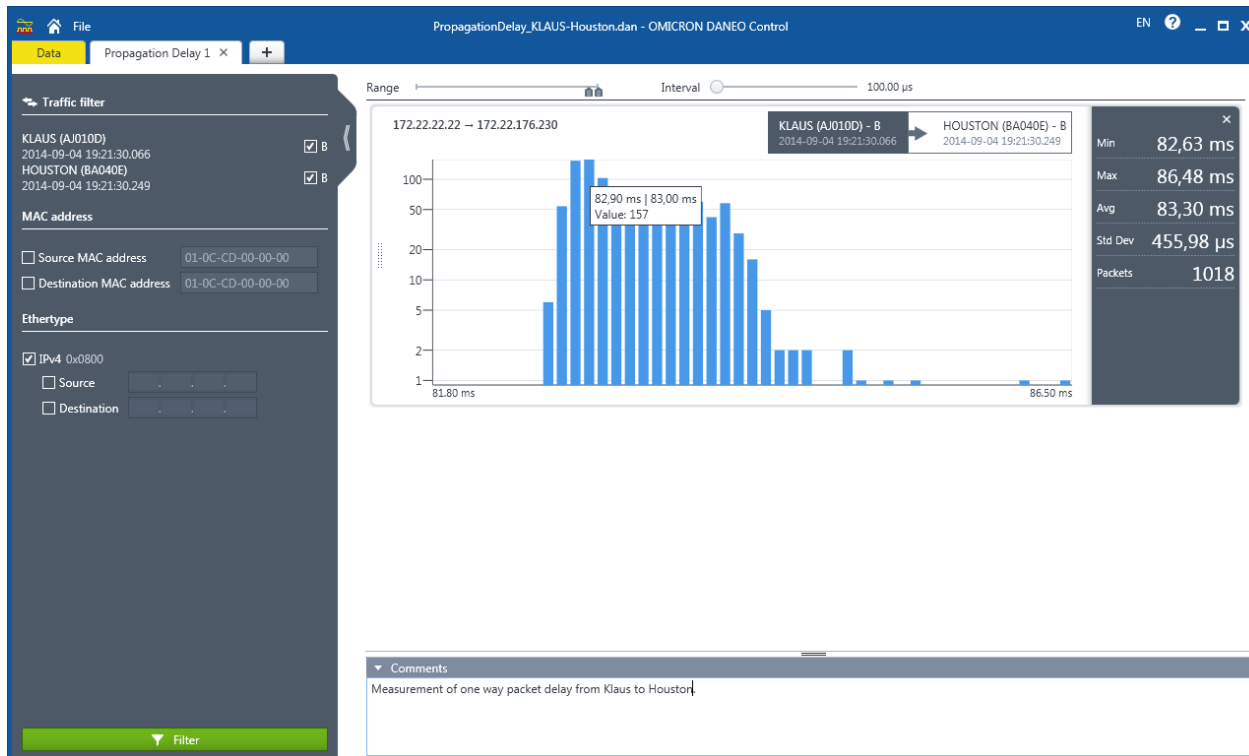 File
PropagationDelay_KLAUS-Houston.dan - OMICRON DANEO Control
EN ?
Data
Propagation Delay 1 ×
+
Traffic filter
KLAUS (AJ010D)
2014-09-04 19:21:30.066
B
HOUSTON (BA040E)
2014-09-04 19:21:30.249
B
MAC address
Source MAC address 01-0C-CD-00-00-00
Destination MAC address 01-0C-CD-00-00-00
Ethertype
IPv4 0x0800
Source . . .
Destination . . .
Filter
Range
Interval
100.00 µs
172.22.22.22 → 172.22.176.230
KLAUS (AJ010D) - B
2014-09-04 19:21:30.066
HOUSTON (BA040E) - B
2014-09-04 19:21:30.249
100
50
20
10
5
2
1
82,90 ms | 83,00 ms
Value: 157
81.80 ms
86.50 ms
Min 82,63 ms
Max 86,48 ms
Avg 83,30 ms
Std Dev 455,98 µs
Packets 1018
Comments
Measurement of one way packet delay from Klaus to Houston.